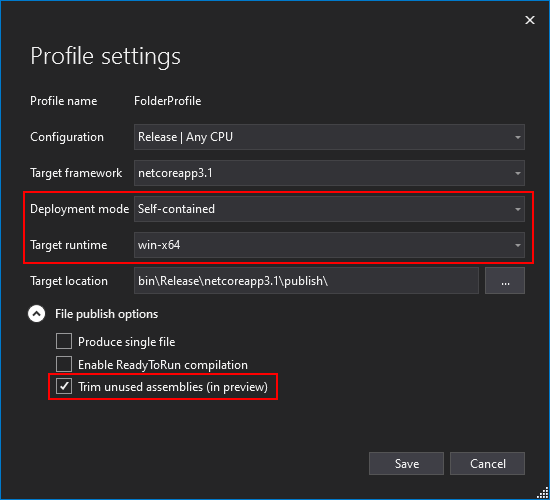 Profile settings
Profile name FolderProfile
Configuration Release | Any CPU
Target framework netcoreapp3.1
Deployment mode Self-contained
Target runtime win-x64
Target location bin\Release\netcoreapp3.1\publish\ ...
File publish options
Produce single file
Enable ReadyToRun compilation
Trim unused assemblies (in preview)
Save Cancel